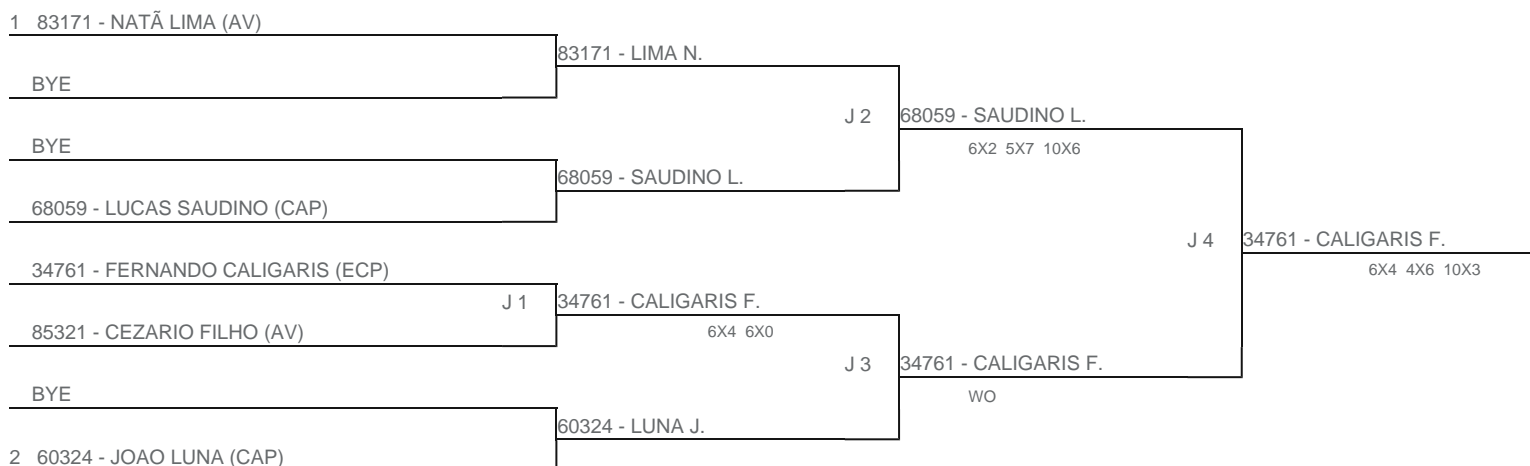 1 83171 - NATÃ LIMA (AV)
83171 - LIMA N.
BYE
J 2 68059 - SAUDINO L.
BYE
6X2 5X7 10X6
68059 - SAUDINO L.
68059 - LUCAS SAUDINO (CAP)
J 4 34761 - CALIGARIS F.
34761 - FERNANDO CALIGARIS (ECP)
6X4 4X6 10X3
J 1 34761 - CALIGARIS F.
85321 - CEZARIO FILHO (AV)
6X4 6X0
J 3 34761 - CALIGARIS F.
BYE
WO
60324 - LUNA J.
2 60324 - JOAO LUNA (CAP)